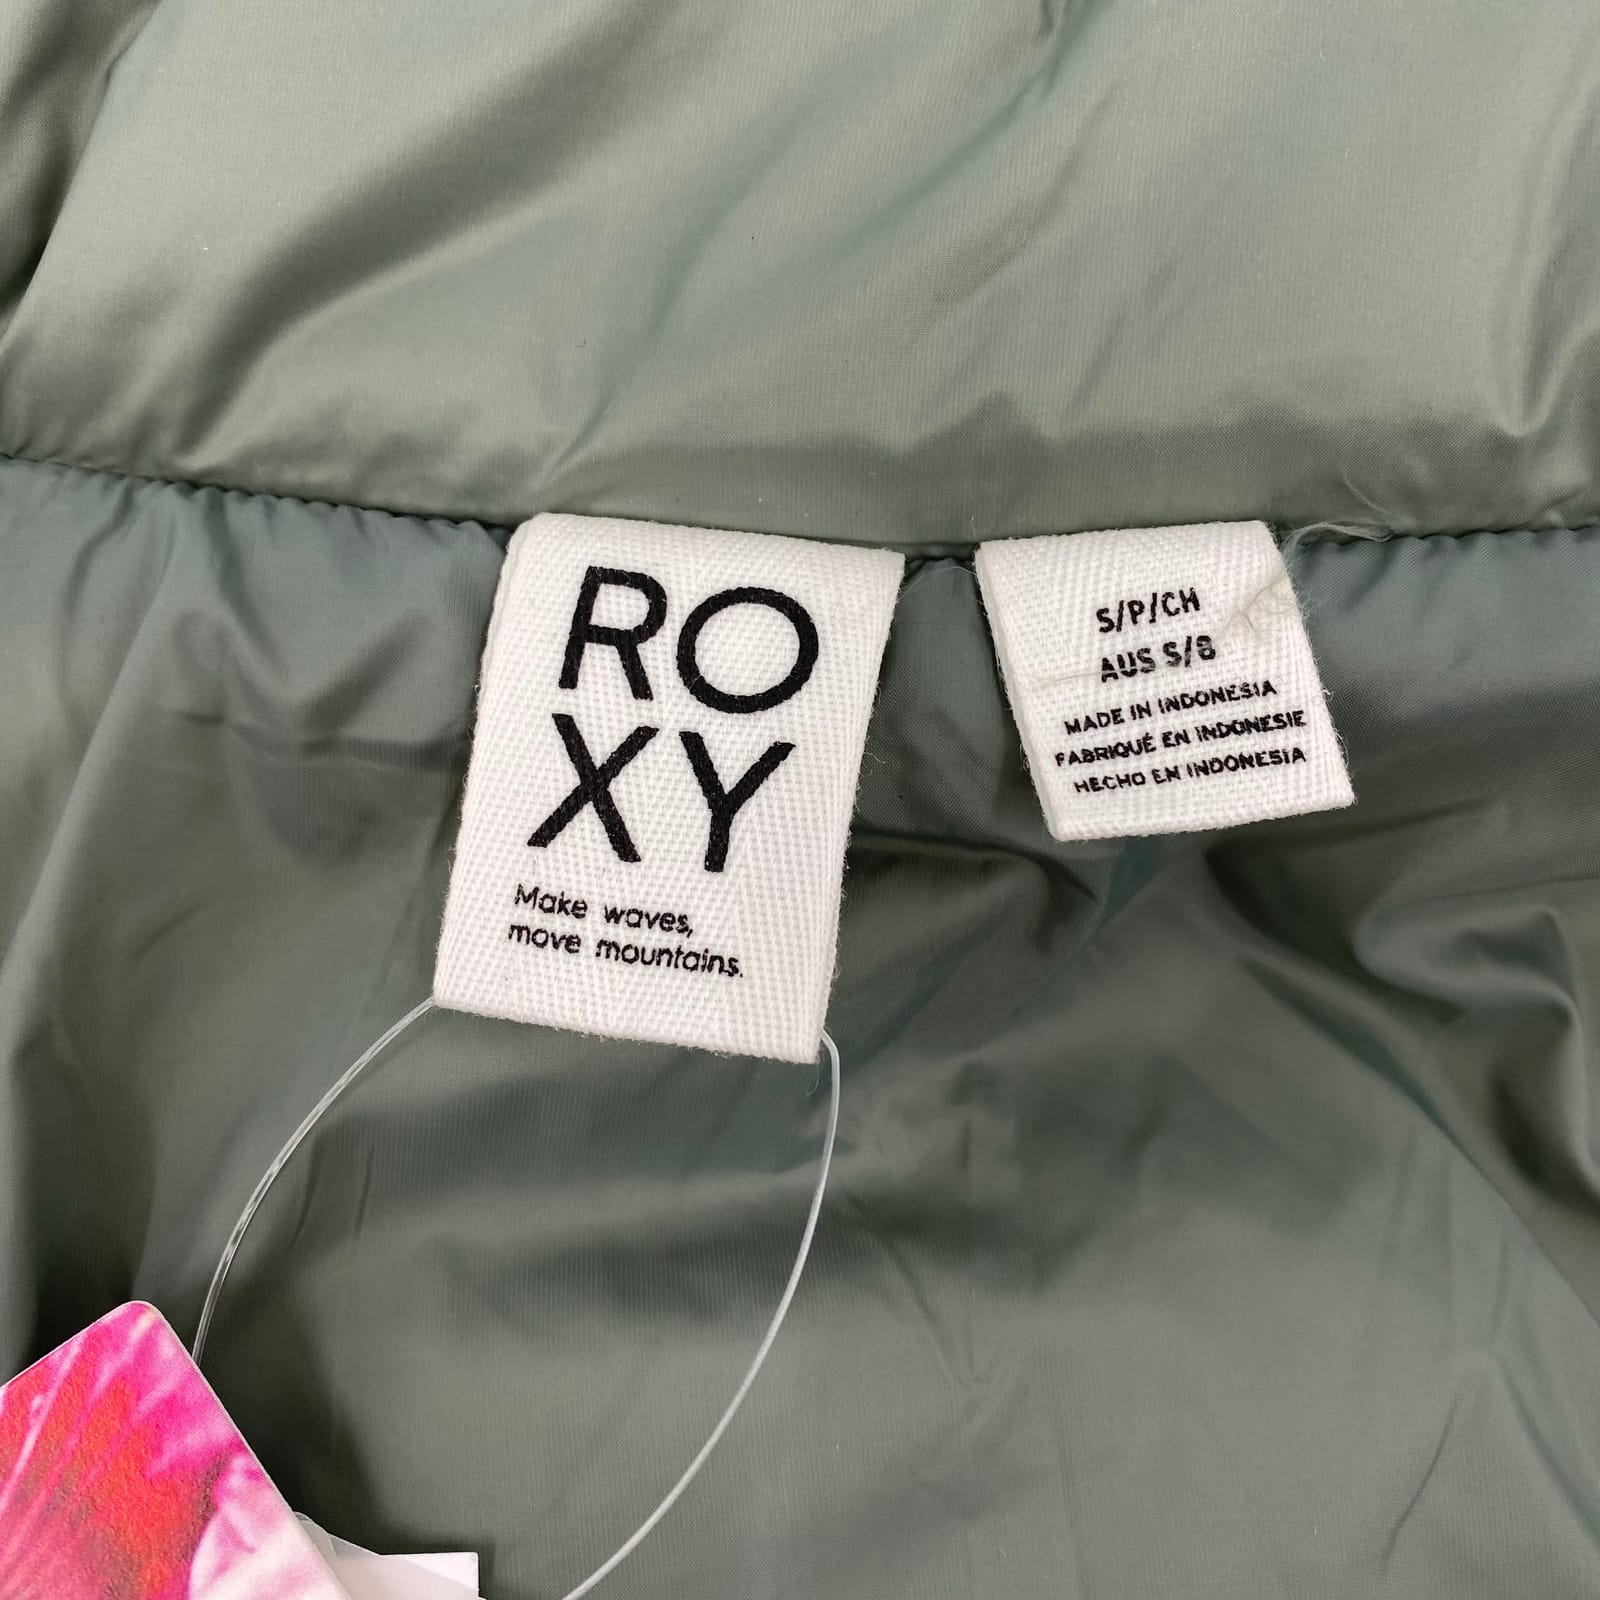 RO
XY
Make waves,
move mountains.
S/P/CH
AUS S/8
MADE IN INDONESIA
FABRIQUÉ EN INDONESIE
HECHO EN INDONESIA